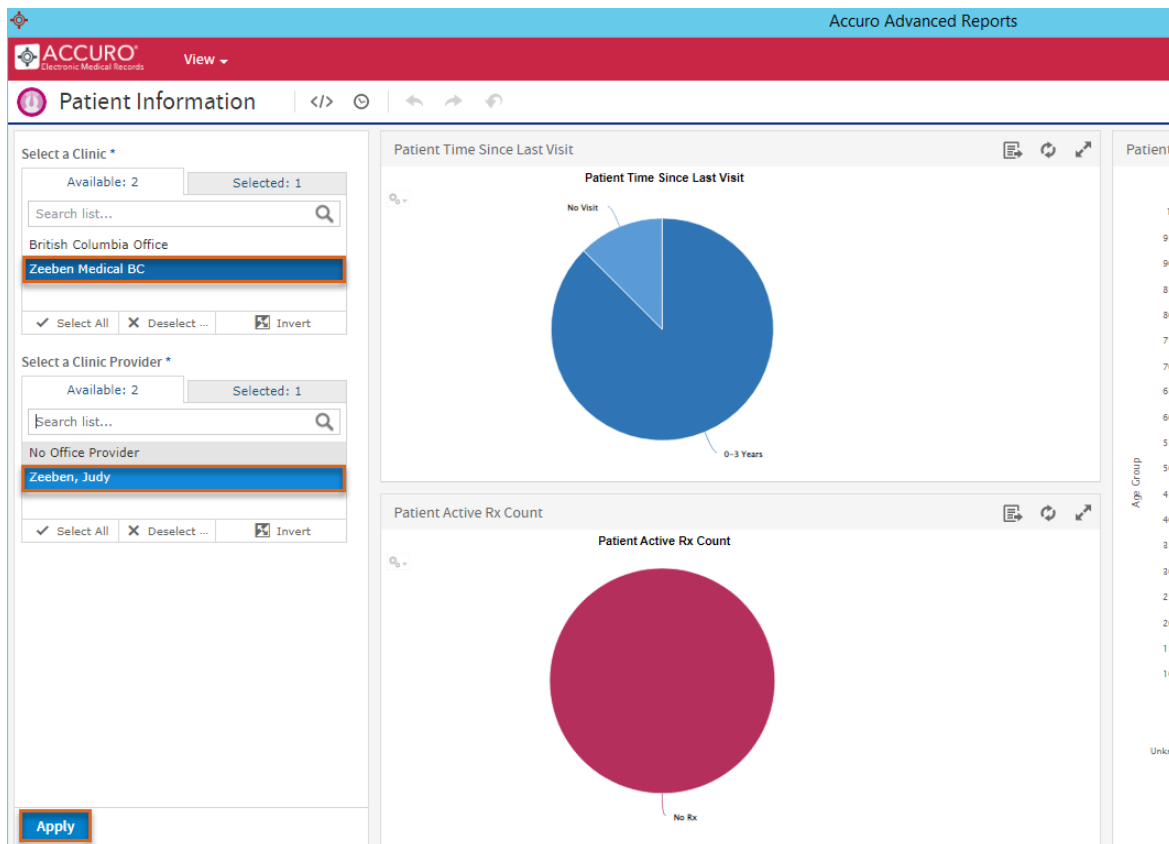 Accuro Advanced Reports
ACCURO
Electronic Medical Records
View
Patient Information
</>
Select a Clinic *
Available: 2
Selected: 1
Search list...
British Columbia Office
Zeeben Medical BC
Select All
Deselect ...
Invert
Select a Clinic Provider *
Available: 2
Selected: 1
Search list...
No Office Provider
Zeeben, Judy
Select All
Deselect ...
Invert
Apply
Patient Time Since Last Visit
Patient Time Since Last Visit
No Visit
0-3 Years
Patient Active Rx Count
Patient Active Rx Count
No Rx
Patient
Age Group